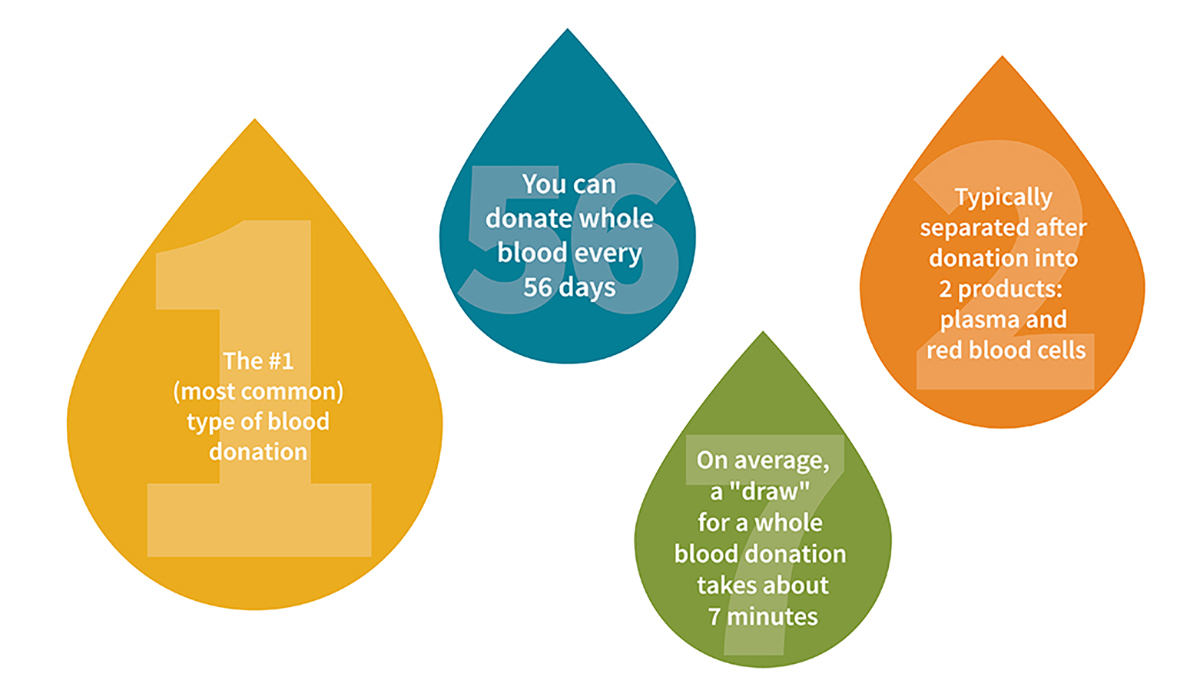 1
The #1
(most common)
type of blood
donation
56
You can
donate whole
blood every
56 days
7
On average,
a "draw"
for a whole
blood donation
takes about
7 minutes
2
Typically
separated after
donation into
2 products:
plasma and
red blood cells